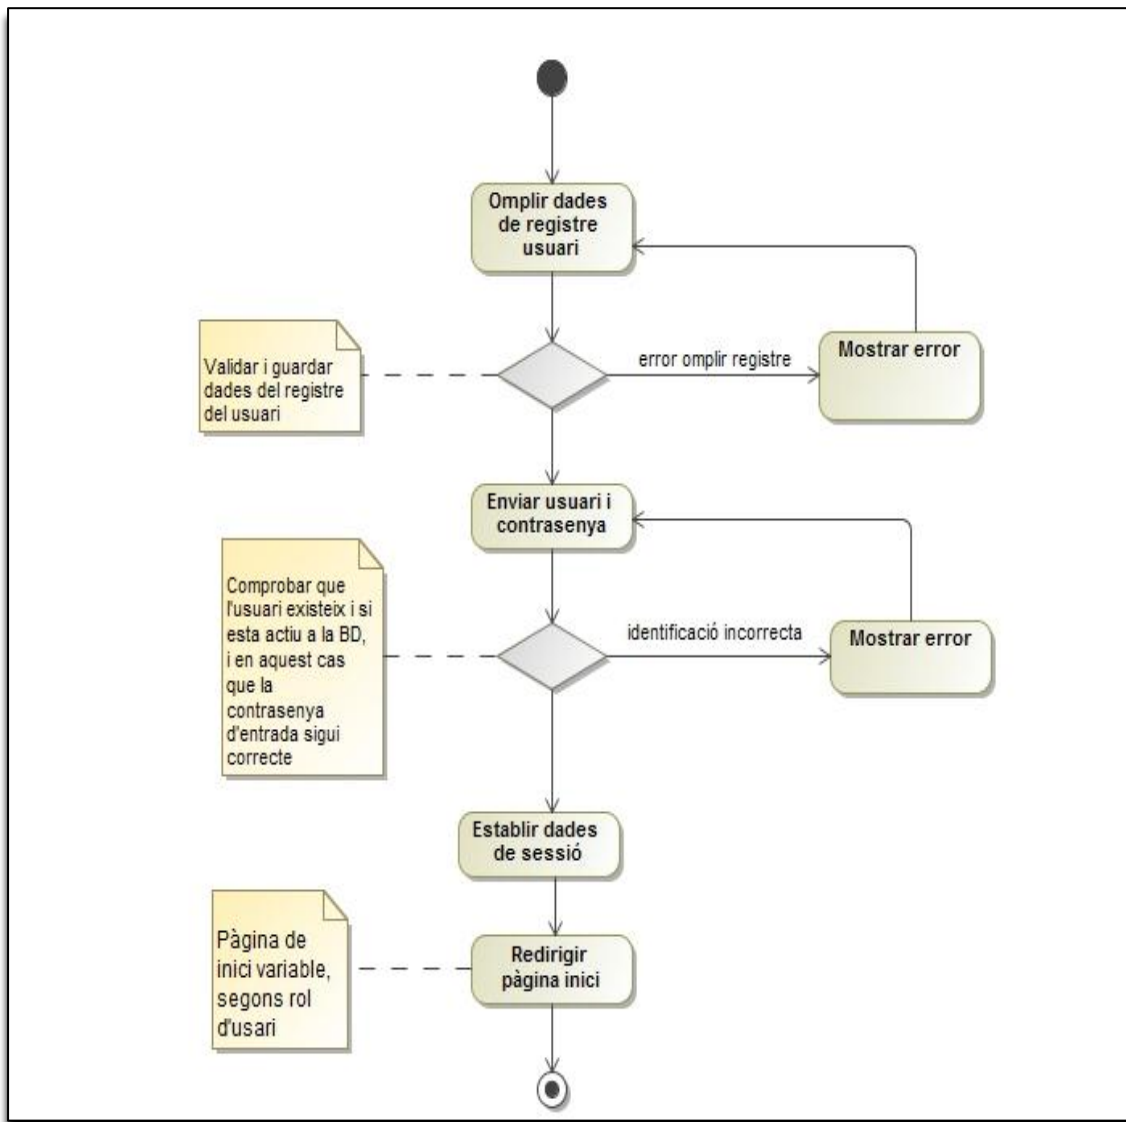 Omplir dades
de registre
usuari
Validar i guardar
dades del registre
del usuari
error omplir registre
Mostrar error
Enviar usuari i
contrasenya
Comprobar que
l'usuari existeix i si
esta actiu a la BD,
i en aquest cas
que la
contrasenya
d'entrada sigui
correcte
identificació incorrecta
Mostrar error
Establir dades
de sessió
Pàgina de
inici variable,
segons rol
d'usari
Redirigir
pàgina inici